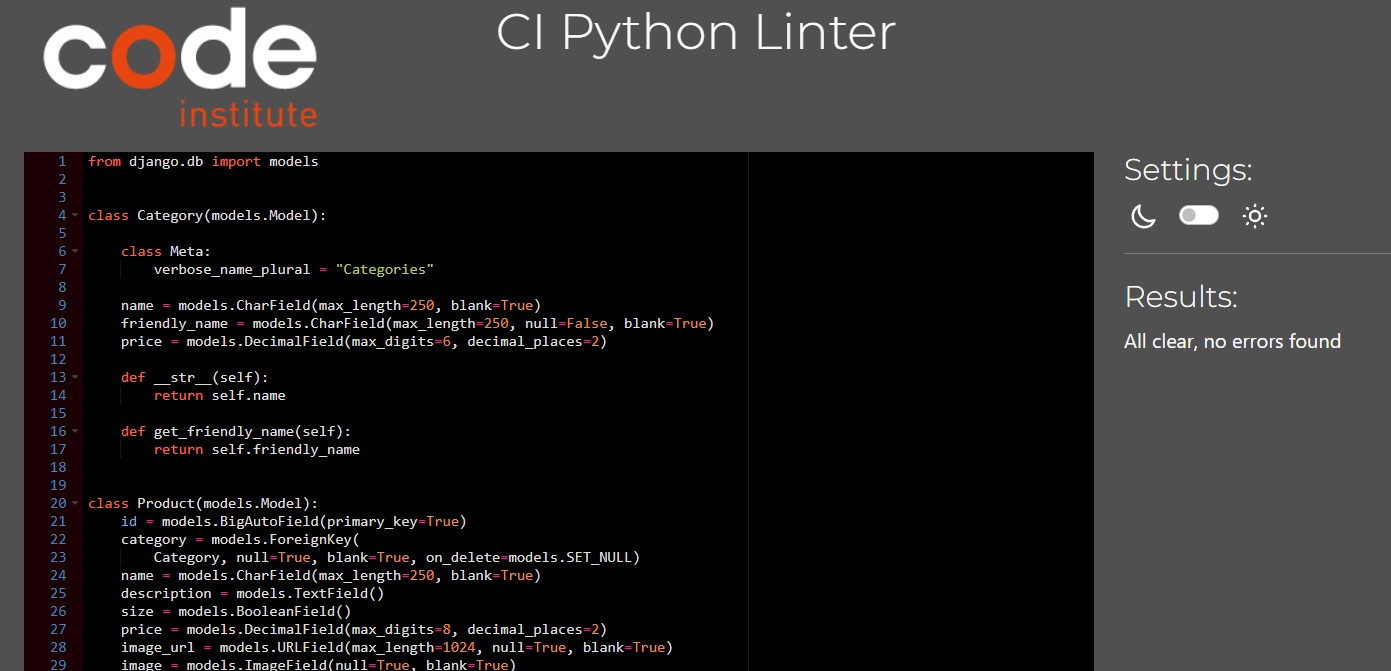 code
institute
CI Python Linter
1 from django.db import models
2
3
4 class Category(models.Model):
5
6     class Meta:
7         verbose_name_plural = "Categories"
8
9     name = models.CharField(max_length=250, blank=True)
10     friendly_name = models.CharField(max_length=250, null=False, blank=True)
11     price = models.DecimalField(max_digits=6, decimal_places=2)
12
13     def __str__(self):
14         return self.name
15
16     def get_friendly_name(self):
17         return self.friendly_name
18
19
20 class Product(models.Model):
21     id = models.BigAutoField(primary_key=True)
22     category = models.ForeignKey(
23         Category, null=True, blank=True, on_delete=models.SET_NULL)
24     name = models.CharField(max_length=250, blank=True)
25     description = models.TextField()
26     size = models.BooleanField()
27     price = models.DecimalField(max_digits=8, decimal_places=2)
28     image_url = models.URLField(max_length=1024, null=True, blank=True)
29     image = models.ImageField(null=True, blank=True)
Settings:
Results:
All clear, no errors found